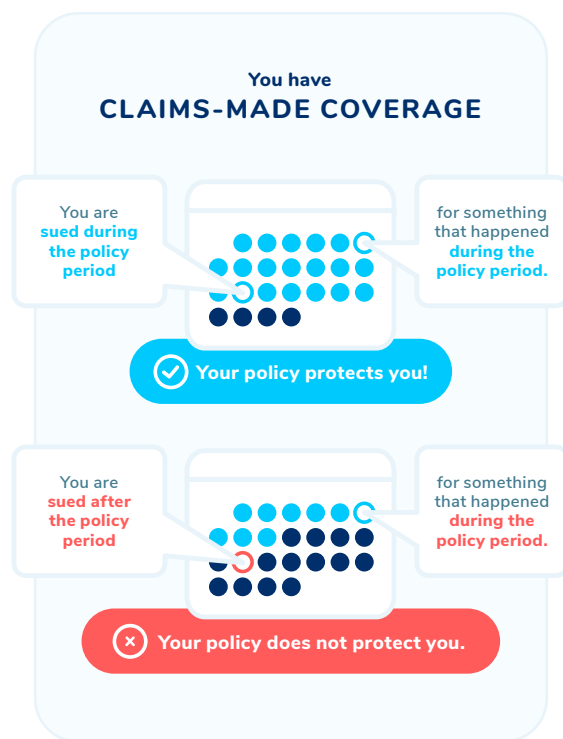 You have
CLAIMS-MADE COVERAGE
You are
sued during
the policy
period
for something
that happened
during the
policy period.
Your policy protects you!
You are
sued after
the policy
period
for something
that happened
during the
policy period.
Your policy does not protect you.